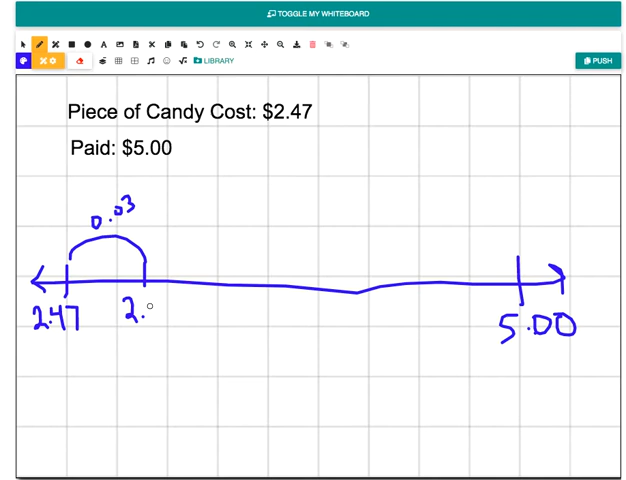 TOGGLE MY WHITEBOARD
LIBRARY
PUSH
Piece of Candy Cost: $2.47
Paid: $5.00
0.03
2.47
2.
5.00